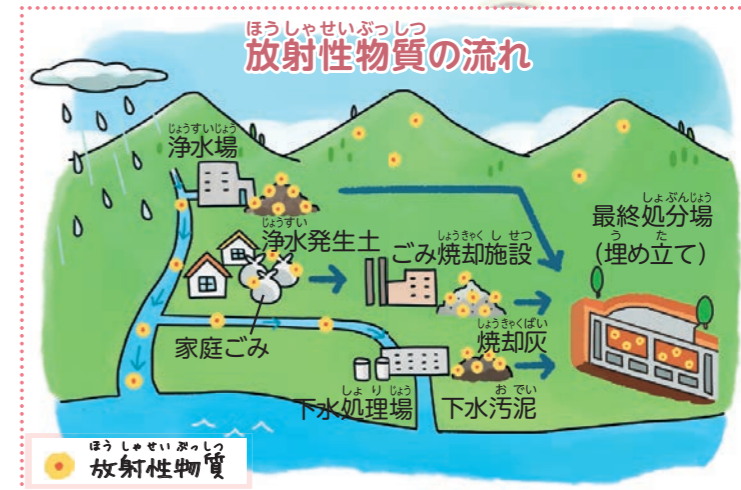 ほうしゃせいぶっしつ
放射性物質の流れ
じょうすいじょう
浄水場
じょうすい
浄水発生土
しょうきゃくしせつ
ごみ焼却施設
しょぶんじょう
最終処分場
うた
(埋め立て)
家庭ごみ
しょうきゃくばい
焼却灰
しょりじょう
下水処理場
おでい
下水汚泥
ほうしゃせいぶっしつ
放射性物質